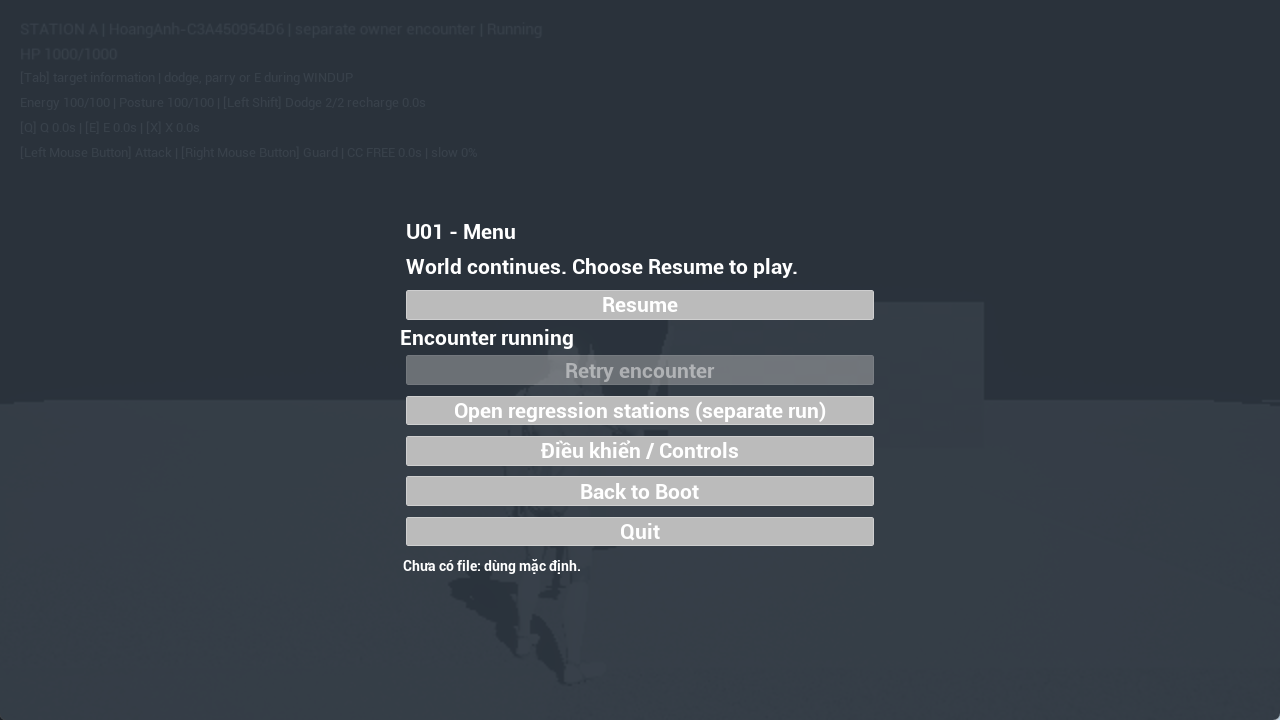 STATION A | HoangAnh-C3A450954D6 | separate owner encounter | Running
HP 1000/1000
[Tab] target information | dodge, parry or E during WINDUP
Energy 100/100 | Posture 100/100 | [Left Shift] Dodge 2/2 recharge 0.0s
[Q] Q 0.0s | [E] E 0.0s | [X] X 0.0s
[Left Mouse Button] Attack | [Right Mouse Button] Guard | CC FREE 0.0s | slow 0%
U01 - Menu
World continues. Choose Resume to play.
Resume
Encounter running
Retry encounter
Open regression stations (separate run)
Điều khiển / Controls
Back to Boot
Quit
Chưa có file: dùng mặc định.